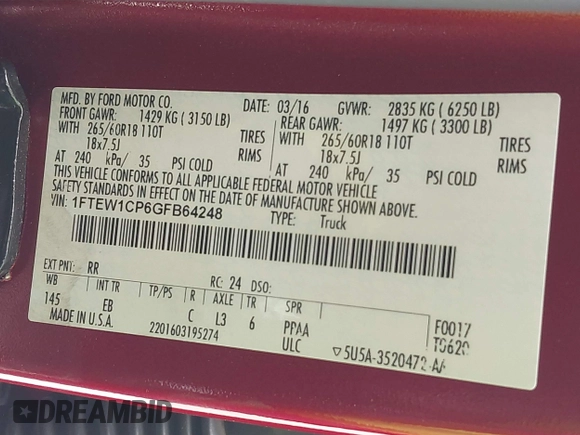 MFD. BY FORD MOTOR CO.
DATE: 03/16 GVWR: 2835 KG ( 6250 LB)
FRONT GAWR: 1429 KG ( 3150 LB) REAR GAWR: 1497 KG ( 3300 LB)
WITH 265/60R18 110T TIRES WITH 265/60R18 110T TIRES
18x7.5J RIMS 18x7.5J RIMS
AT 240 kPa/ 35 PSI COLD AT 240 kPa/ 35 PSI COLD
THIS VEHICLE CONFORMS TO ALL APPLICABLE FEDERAL MOTOR VEHICLE
SAFETY STANDARDS IN EFFECT ON THE DATE OF MANUFACTURE SHOWN ABOVE.
VIN: 1FTEW1CP6GFB64248
TYPE: Truck
EXT PNT: RR RC: 24 DSO:
WB INT TR TP/PS R AXLE TR SPR
145 EB C L3 6 PPAA F0017
MADE IN U.S.A. 2201603195274 ULC T0620
▽5U5A-3520472-AA
DREAMBID